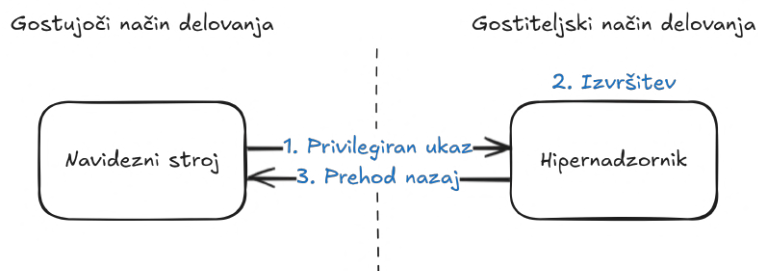 Gostujoči način delovanja
Gostiteljski način delovanja
2. Izvršitev
1. Privilegiran ukaz
Navidezni stroj
Hipernadzornik
3. Prehod nazaj